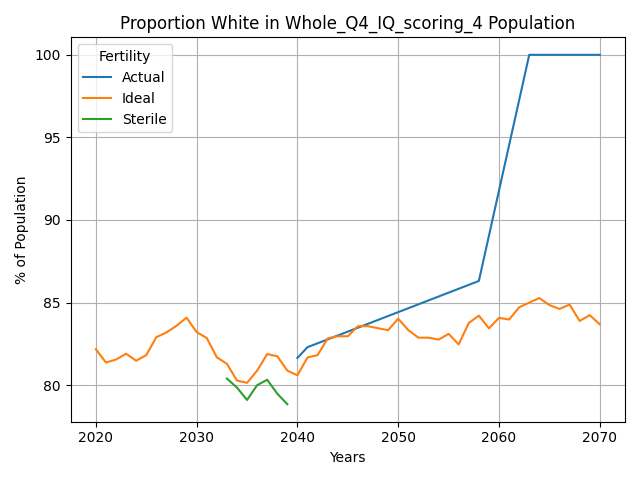 Proportion White in Whole_Q4_IQ_scoring_4 Population
% of Population
100
95
90
85
80
Fertility
Actual
Ideal
Sterile
2020
2030
2040
2050
2060
2070
Years